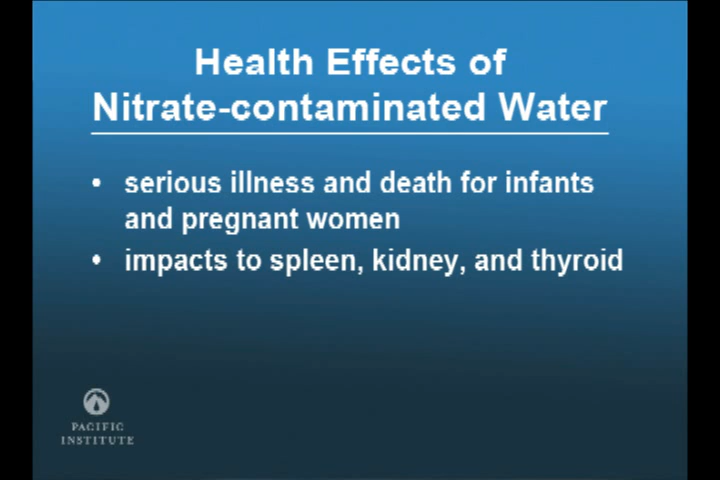 Health Effects of
Nitrate-contaminated Water
• serious illness and death for infants
and pregnant women
• impacts to spleen, kidney, and thyroid
PACIFIC
INSTITUTE